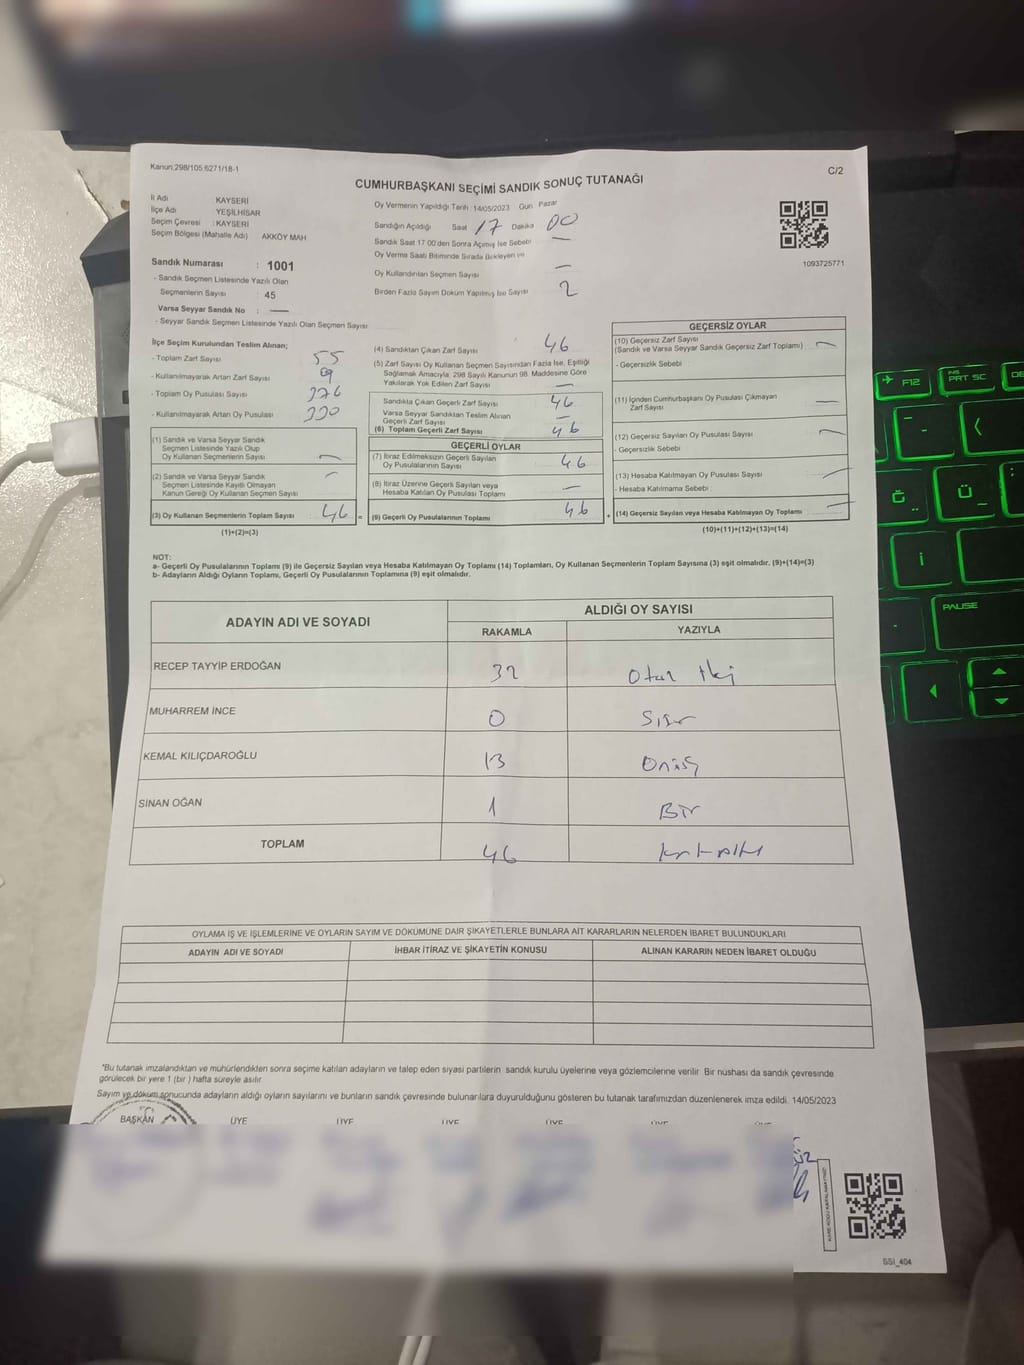 Kanun.298/105.6271/18-1
C/2
CUMHURBAŞKANI SEÇİMİ SANDIK SONUÇ TUTANAĞI
İl Adı KAYSERİ
İlçe Adı YEŞİLHİSAR
Seçim Çevresi : KAYSERİ
Seçim Bölgesi (Mahalle Adı) AKKÖY MAH
Sandık Numarası : 1001
- Sandık Seçmen Listesinde Yazılı Olan
Seçmenlerin Sayısı : 45
Varsa Seyyar Sandık No : —
- Seyyar Sandık Seçmen Listesinde Yazılı Olan Seçmen Sayısı
Oy Vermenin Yapıldığı Tarih :14/05/2023 Gün Pazar
Sandığın Açıldığı Saat 17 Dakika 00
Sandık Saat 17:00'den Sonra Açımış İse Sebebi —
Oy Verme Saati Bitiminde Sırada Bekleyen ve
Oy Kullandırılan Seçmen Sayısı —
Birden Fazla Sayım Döküm Yapılmış İse Sayısı 2
1093725771
İlçe Seçim Kurulundan Teslim Alınan;
- Toplam Zarf Sayısı 55
- Kullanılmayarak Artan Zarf Sayısı
- Toplam Oy Pusulası Sayısı
- Kullanılmayarak Artan Oy Pusulası
(1) Sandık ve Varsa Seyyar Sandık
Seçmen Listesinde Yazılı Olup
Oy Kullanan Seçmenlerin Sayısı —
(2) Sandık ve Varsa Seyyar Sandık
Seçmen Listesinde Kayıtlı Olmayan
Kanun Gereği Oy Kullanan Seçmen Sayısı —
(3) Oy Kullanan Seçmenlerin Toplam Sayısı 46 =
(1)+(2)=(3)
(4) Sandıktan Çıkan Zarf Sayısı 46
(5) Zarf Sayısı Oy Kullanan Seçmen Sayısından Fazla İse, Eşitliği
Sağlamak Amacıyla, 298 Sayılı Kanunun 98. Maddesine Göre
Yakılarak Yok Edilen Zarf Sayısı —
Sandıkta Çıkan Geçerli Zarf Sayısı 46
Varsa Seyyar Sandıktan Teslim Alınan
Geçerli Zarf Sayısı —
(6) Toplam Geçerli Zarf Sayısı 46
GEÇERLİ OYLAR
(7) İtiraz Edilmeksizin Geçerli Sayılan
Oy Pusulalarının Sayısı 46
(8) İtiraz Üzerine Geçerli Sayılan veya
Hesaba Katılan Oy Pusulası Toplamı —
(9) Geçerli Oy Pusulalarının Toplamı 46 +
GEÇERSİZ OYLAR
(10) Geçersiz Zarf Sayısı
(Sandık ve Varsa Seyyar Sandık Geçersiz Zarf Toplamı) —
- Geçersizlik Sebebi
(11) İçinden Cumhurbaşkanı Oy Pusulası Çıkmayan
Zarf Sayısı —
(12) Geçersiz Sayılan Oy Pusulası Sayısı —
- Geçersizlik Sebebi
(13) Hesaba Katılmayan Oy Pusulası Sayısı —
- Hesaba Katılmama Sebebi
(14) Geçersiz Sayılan veya Hesaba Katılmayan Oy Toplamı —
(10)+(11)+(12)+(13)=(14)
NOT:
a- Geçerli Oy Pusulalarının Toplamı (9) ile Geçersiz Sayılan veya Hesaba Katılmayan Oy Toplamı (14) Toplamları, Oy Kullanan Seçmenlerin Toplam Sayısına (3) eşit olmalıdır. (9)+(14)=(3)
b- Adayların Aldığı Oyların Toplamı, Geçerli Oy Pusulalarının Toplamına (9) eşit olmalıdır.
ADAYIN ADI VE SOYADI
ALDIĞI OY SAYISI
RAKAMLA YAZIYLA
RECEP TAYYİP ERDOĞAN 32 Otuz iki
MUHARREM İNCE 0 Sıfır
KEMAL KILIÇDAROĞLU 13 Onüç
SİNAN OĞAN 1 Bir
TOPLAM 46 Kırkaltı
OYLAMA İŞ VE İŞLEMLERİNE VE OYLARIN SAYIM VE DÖKÜMÜNE DAİR ŞİKAYETLERLE BUNLARA AİT KARARLARIN NELERDEN İBARET BULUNDUKLARI
ADAYIN ADI VE SOYADI
İHBAR İTİRAZ VE ŞİKAYETİN KONUSU
ALINAN KARARIN NEDEN İBARET OLDUĞU
*Bu tutanak imzalandıktan ve mühürlendikten sonra seçime katılan adayların ve talep eden siyasi partilerin sandık kurulu üyelerine veya gözlemcilerine verilir. Bir nüshası da sandık çevresinde
görülecek bir yere 1 (bir ) hafta süreyle asılır.
Sayım ve döküm sonucunda adayların aldığı oyların sayılarını ve bunların sandık çevresinde bulunanlara duyurulduğunu gösteren bu tutanak tarafımızdan düzenlenerek imza edildi. 14/05/2023
BAŞKAN ÜYE ÜYE ÜYE ÜYE
SSI_404
F12
INS
PRT SC
Ğ
Ü
İ
PAUSE